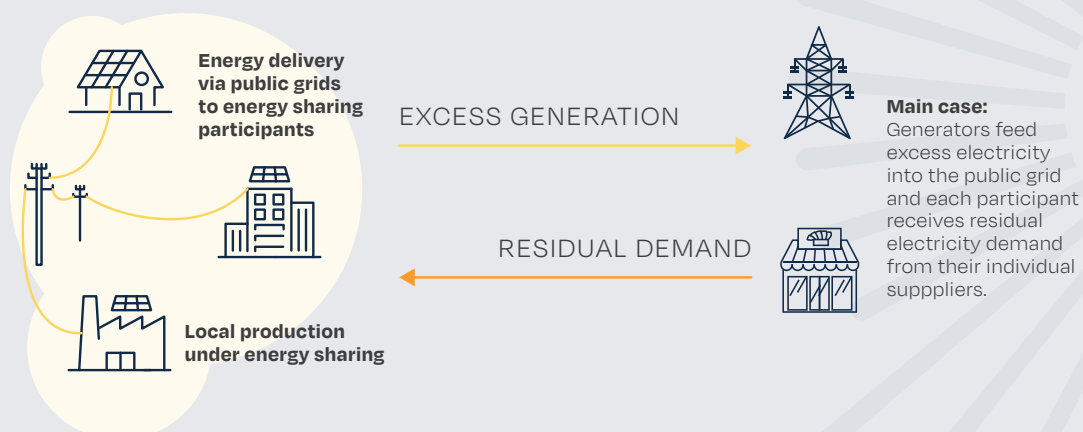 Energy delivery
via public grids
to energy sharing
participants
EXCESS GENERATION
RESIDUAL DEMAND
Local production
under energy sharing
Main case:
Generators feed
excess electricity
into the public grid
and each participant
receives residual
electricity demand
from their individual
supppliers.